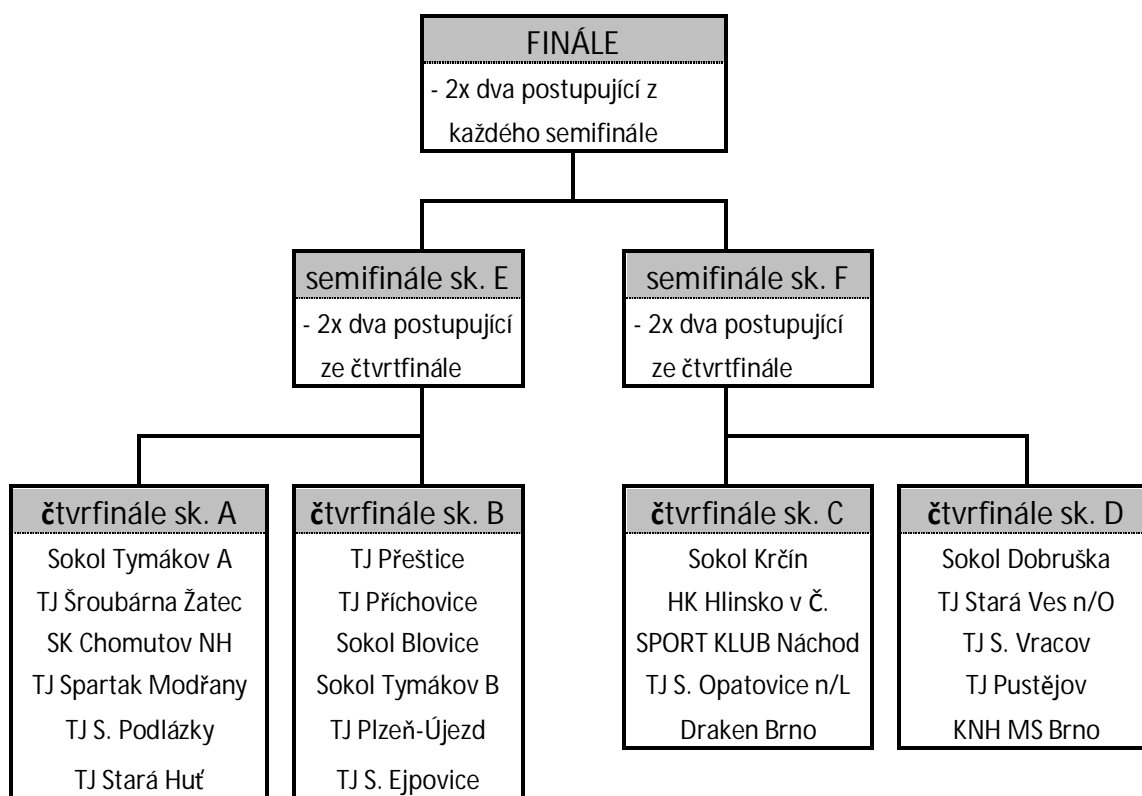 FINÁLE
- 2x dva postupující z
každého semifinále
semifinále sk. E
- 2x dva postupující
ze čtvrtfinále
semifinále sk. F
- 2x dva postupující
ze čtvrtfinále
čtvrfinále sk. A
Sokol Tymákov A
TJ Šroubárna Žatec
SK Chomutov NH
TJ Spartak Modřany
TJ S. Podlázky
TJ Stará Huť
čtvrfinále sk. B
TJ Přeštice
TJ Příchovice
Sokol Blovice
Sokol Tymákov B
TJ Plzeň-Újezd
TJ S. Ejpovice
čtvrfinále sk. C
Sokol Krčín
HK Hlinsko v Č.
SPORT KLUB Náchod
TJ S. Opatovice n/L
Draken Brno
čtvrfinále sk. D
Sokol Dobruška
TJ Stará Ves n/O
TJ S. Vracov
TJ Pustějov
KNH MS Brno